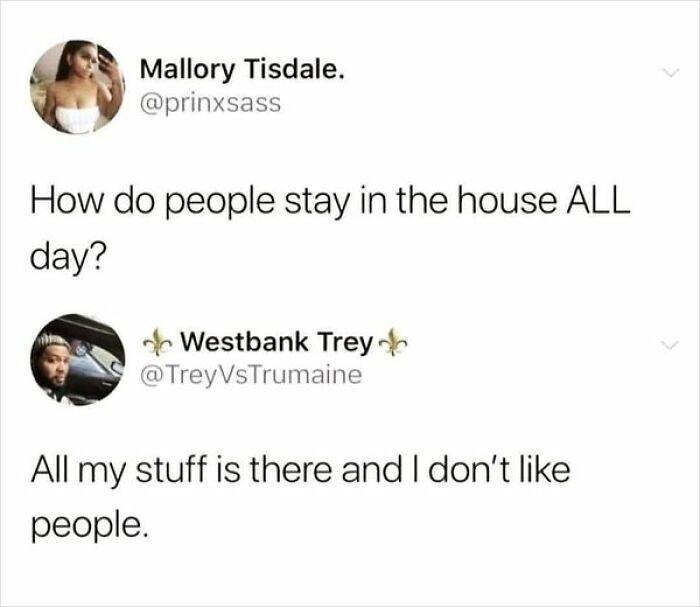 Mallory Tisdale.
@prinxsass
How do people stay in the house ALL
day?
⚜ Westbank Trey ⚜
@TreyVsTrumaine
All my stuff is there and I don't like
people.